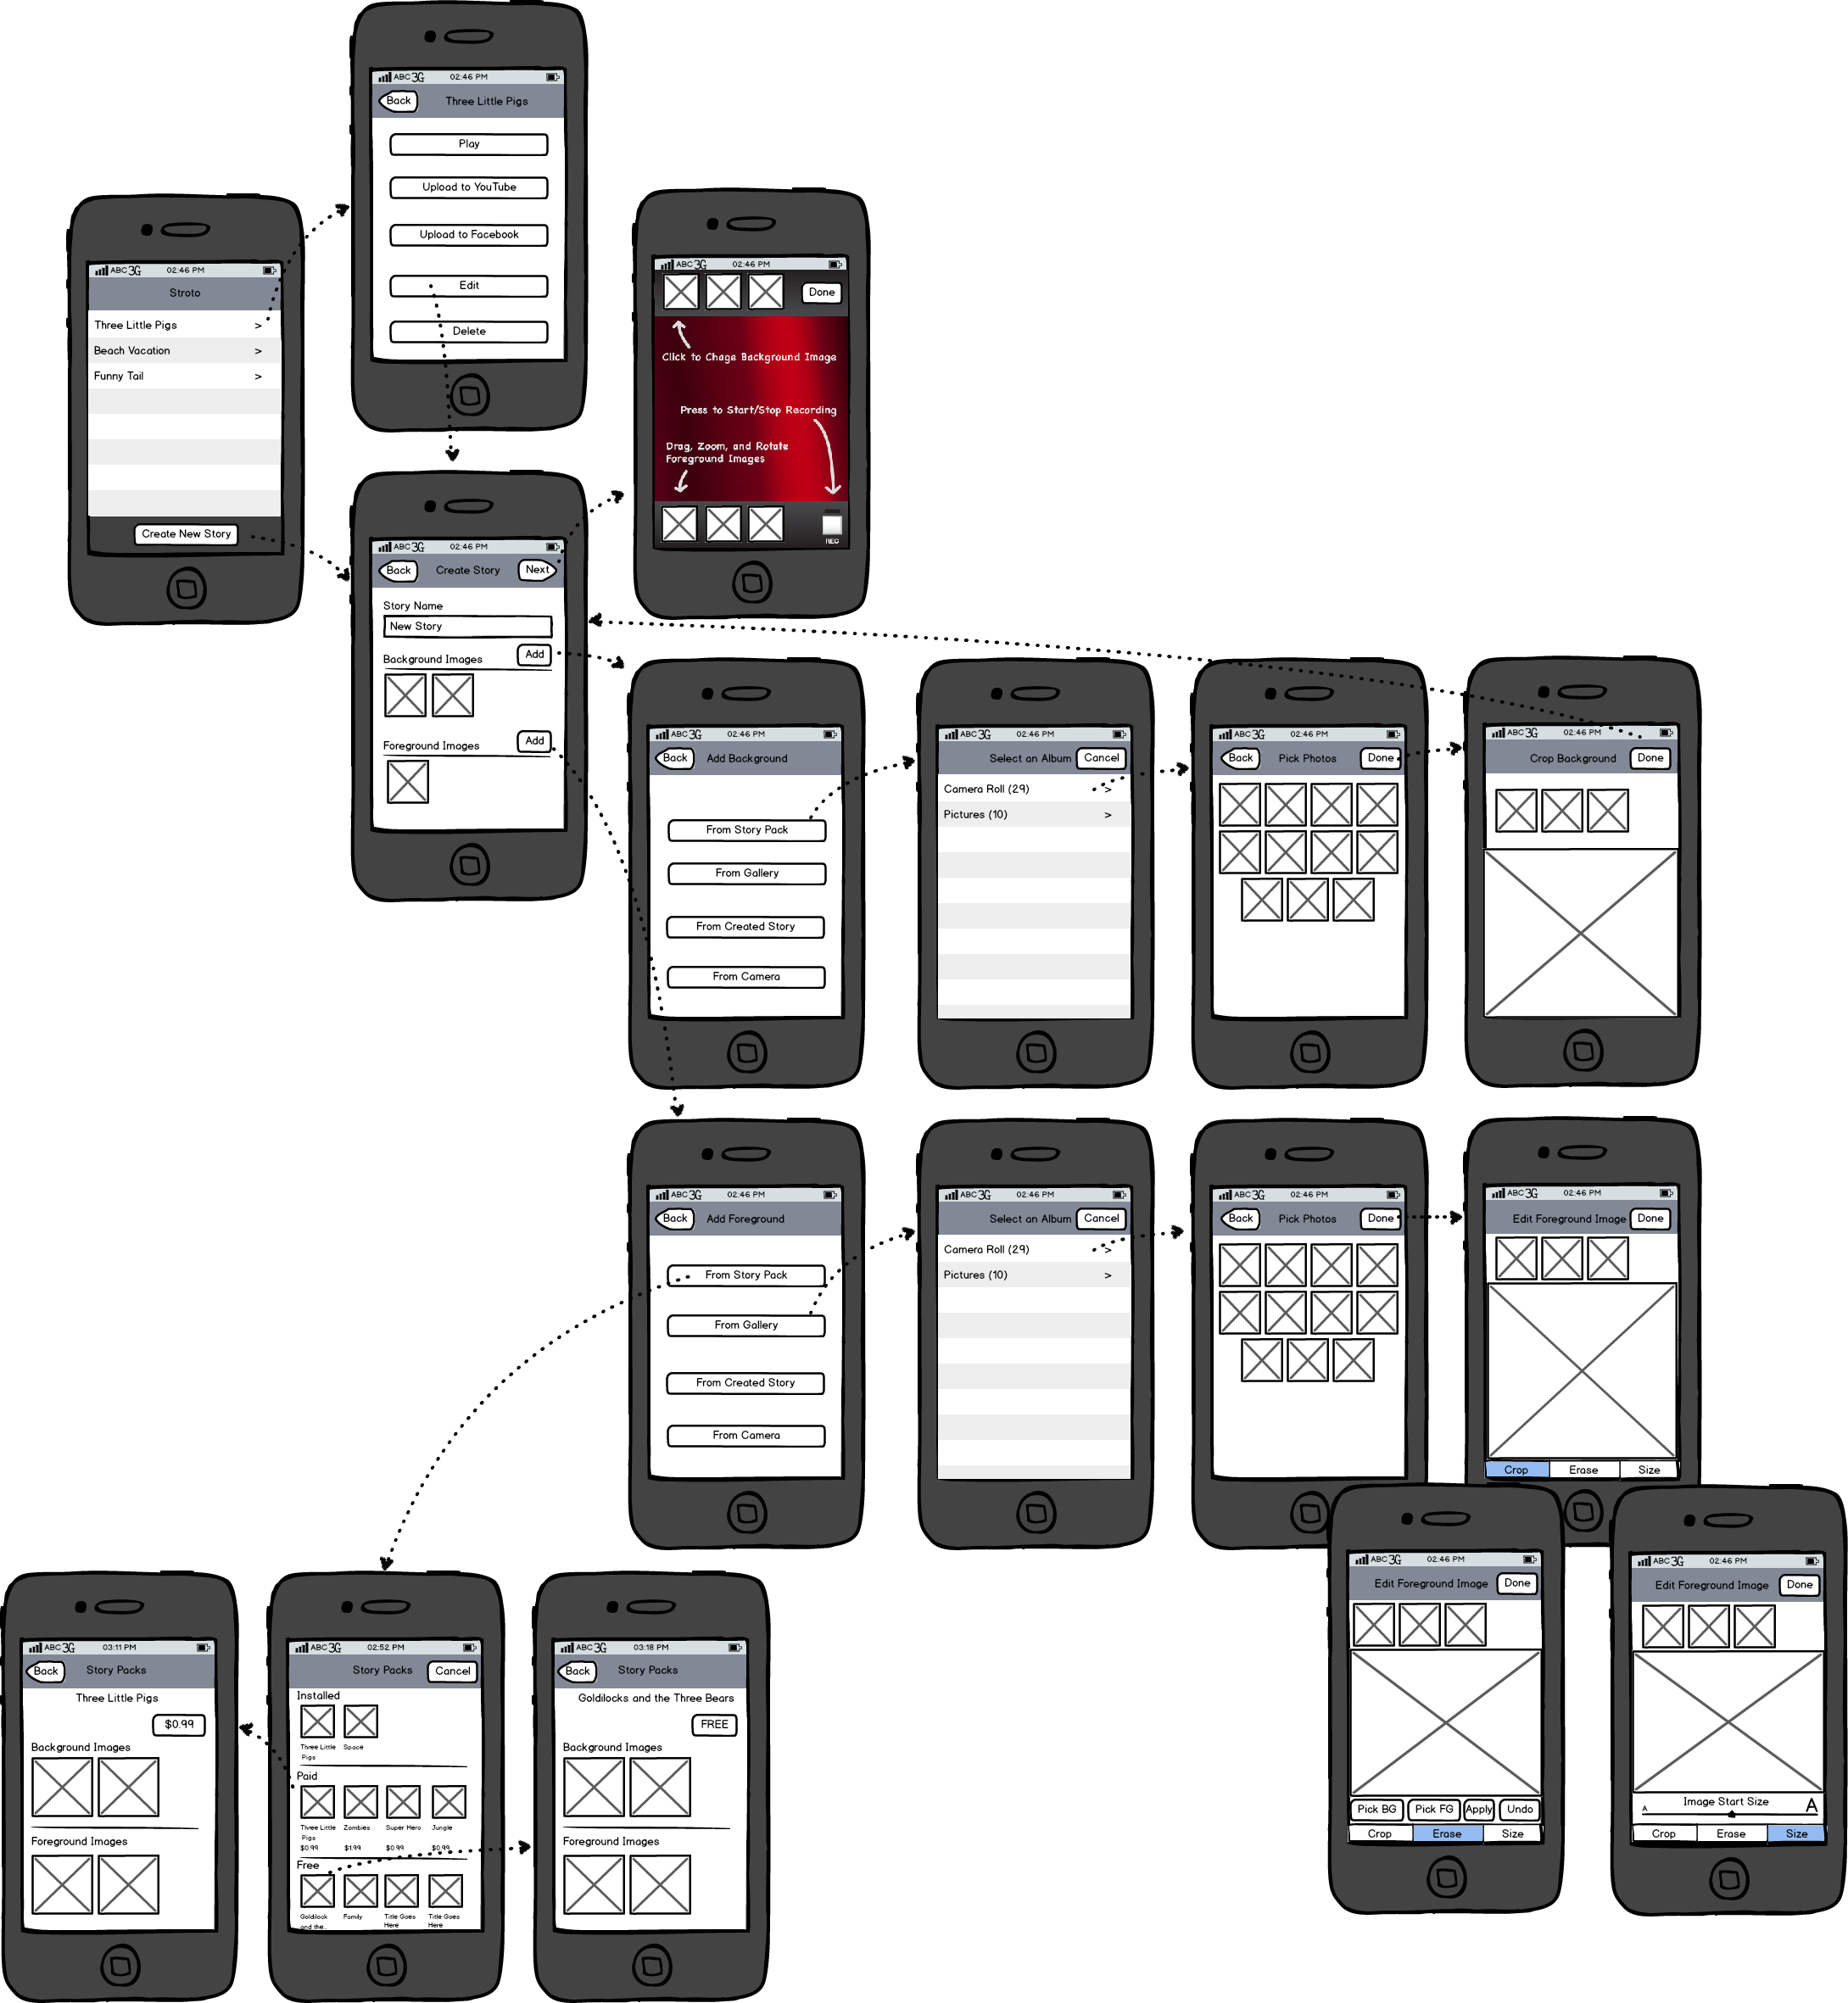 ABC 3G 02:46 PM
Back Three Little Pigs
Play
Upload to YouTube
Upload to Facebook
Edit
Delete
ABC 3G 02:46 PM
Stroto
Three Little Pigs >
Beach Vacation >
Funny Tail >
Create New Story
ABC 3G 02:46 PM
Done
Click to Chage Background Image
Press to Start/Stop Recording
Drag, Zoom, and Rotate
Foreground Images
REC
ABC 3G 02:46 PM
Back Create Story Next
Story Name
New Story
Background Images Add
Foreground Images Add
ABC 3G 02:46 PM
Back Add Background
From Story Pack
From Gallery
From Created Story
From Camera
ABC 3G 02:46 PM
Select an Album Cancel
Camera Roll (29) >
Pictures (10) >
ABC 3G 02:46 PM
Back Pick Photos Done
ABC 3G 02:46 PM
Crop Background Done
ABC 3G 02:46 PM
Back Add Foreground
From Story Pack
From Gallery
From Created Story
From Camera
ABC 3G 02:46 PM
Select an Album Cancel
Camera Roll (29) >
Pictures (10) >
ABC 3G 02:46 PM
Back Pick Photos Done
ABC 3G 02:46 PM
Edit Foreground Image Done
Crop Erase Size
ABC 3G 02:46 PM
Edit Foreground Image Done
Pick BG Pick FG Apply Undo
Crop Erase Size
ABC 3G 02:46 PM
Edit Foreground Image Done
Image Start Size
A A
Crop Erase Size
ABC 3G 03:11 PM
Back Story Packs
Three Little Pigs
$0.99
Background Images
Foreground Images
ABC 3G 02:52 PM
Story Packs Cancel
Installed
Three Little Space
Pigs
Paid
Three Little Zombies Super Hero Jungle
Pigs
$0.99 $1.99 $0.99 $0.99
Free
Goldilock Family Title Goes Title Goes
and the.. Here Here
ABC 3G 03:18 PM
Back Story Packs
Goldilocks and the Three Bears
FREE
Background Images
Foreground Images